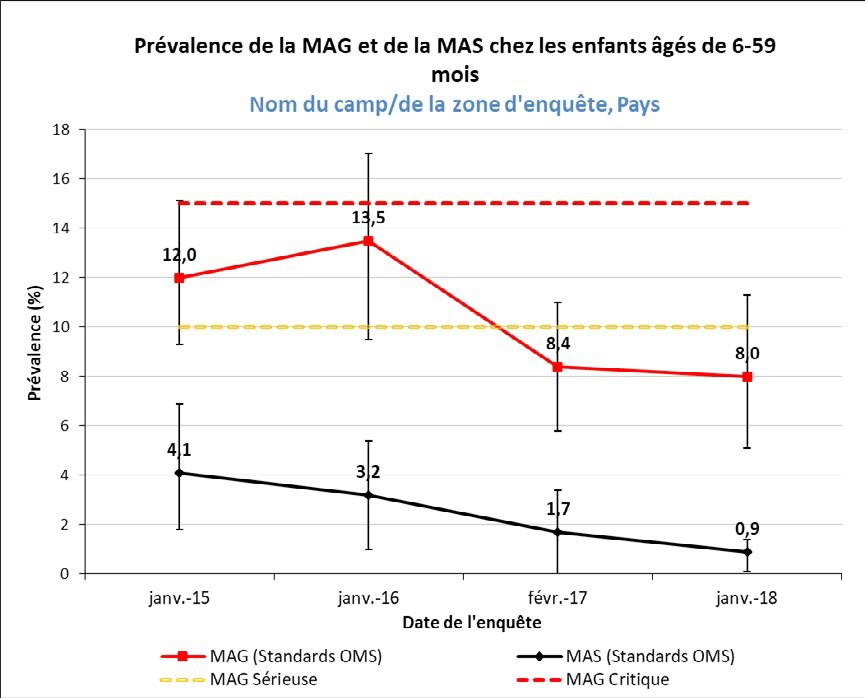 Prévalence de la MAG et de la MAS chez les enfants âgés de 6-59
mois
Nom du camp/de la zone d'enquête, Pays
Prévalence (%)
18
16
14
12
10
8
6
4
2
0
12,0
13,5
8,4
8,0
4,1
3,2
1,7
0,9
janv.-15 janv.-16 févr.-17 janv.-18
Date de l'enquête
MAG (Standards OMS) MAS (Standards OMS)
MAG Sérieuse MAG Critique